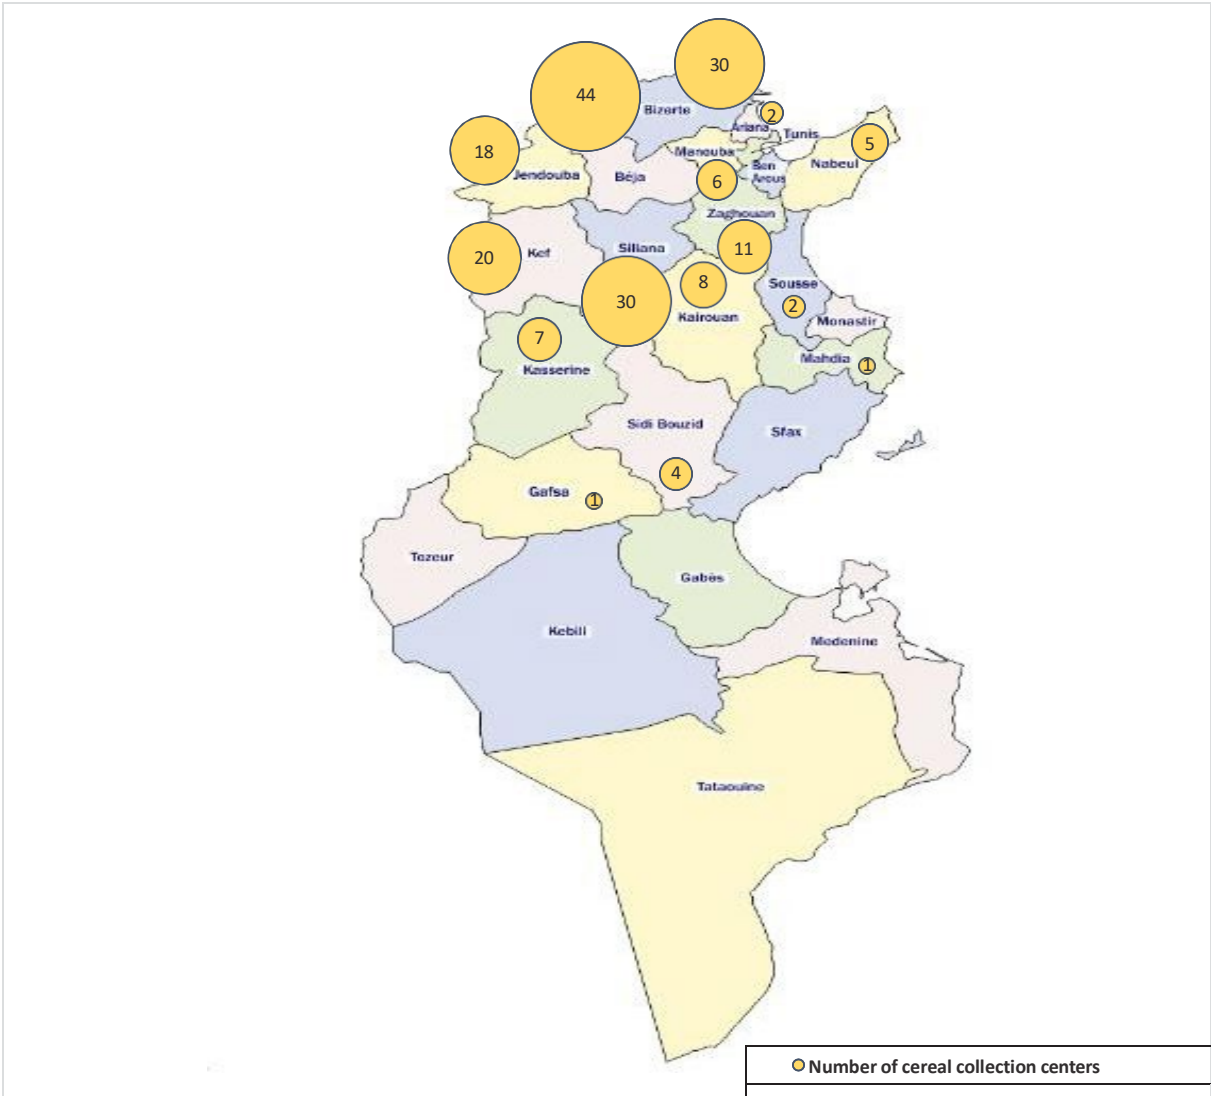 30
44
Bizerte
2
Ariana
Tunis
5
18
Manouba
Nabeul
Ben
Arous
Jendouba
Béja
6
Zaghouan
Kef
Siliana
11
20
8
Sousse
30
2
Kairouan
Monastir
7
Mahdia
1
Kasserine
Sidi Bouzid
Sfax
4
Gafsa
1
Tozeur
Gabès
Kebili
Medenine
Tataouine
Number of cereal collection centers